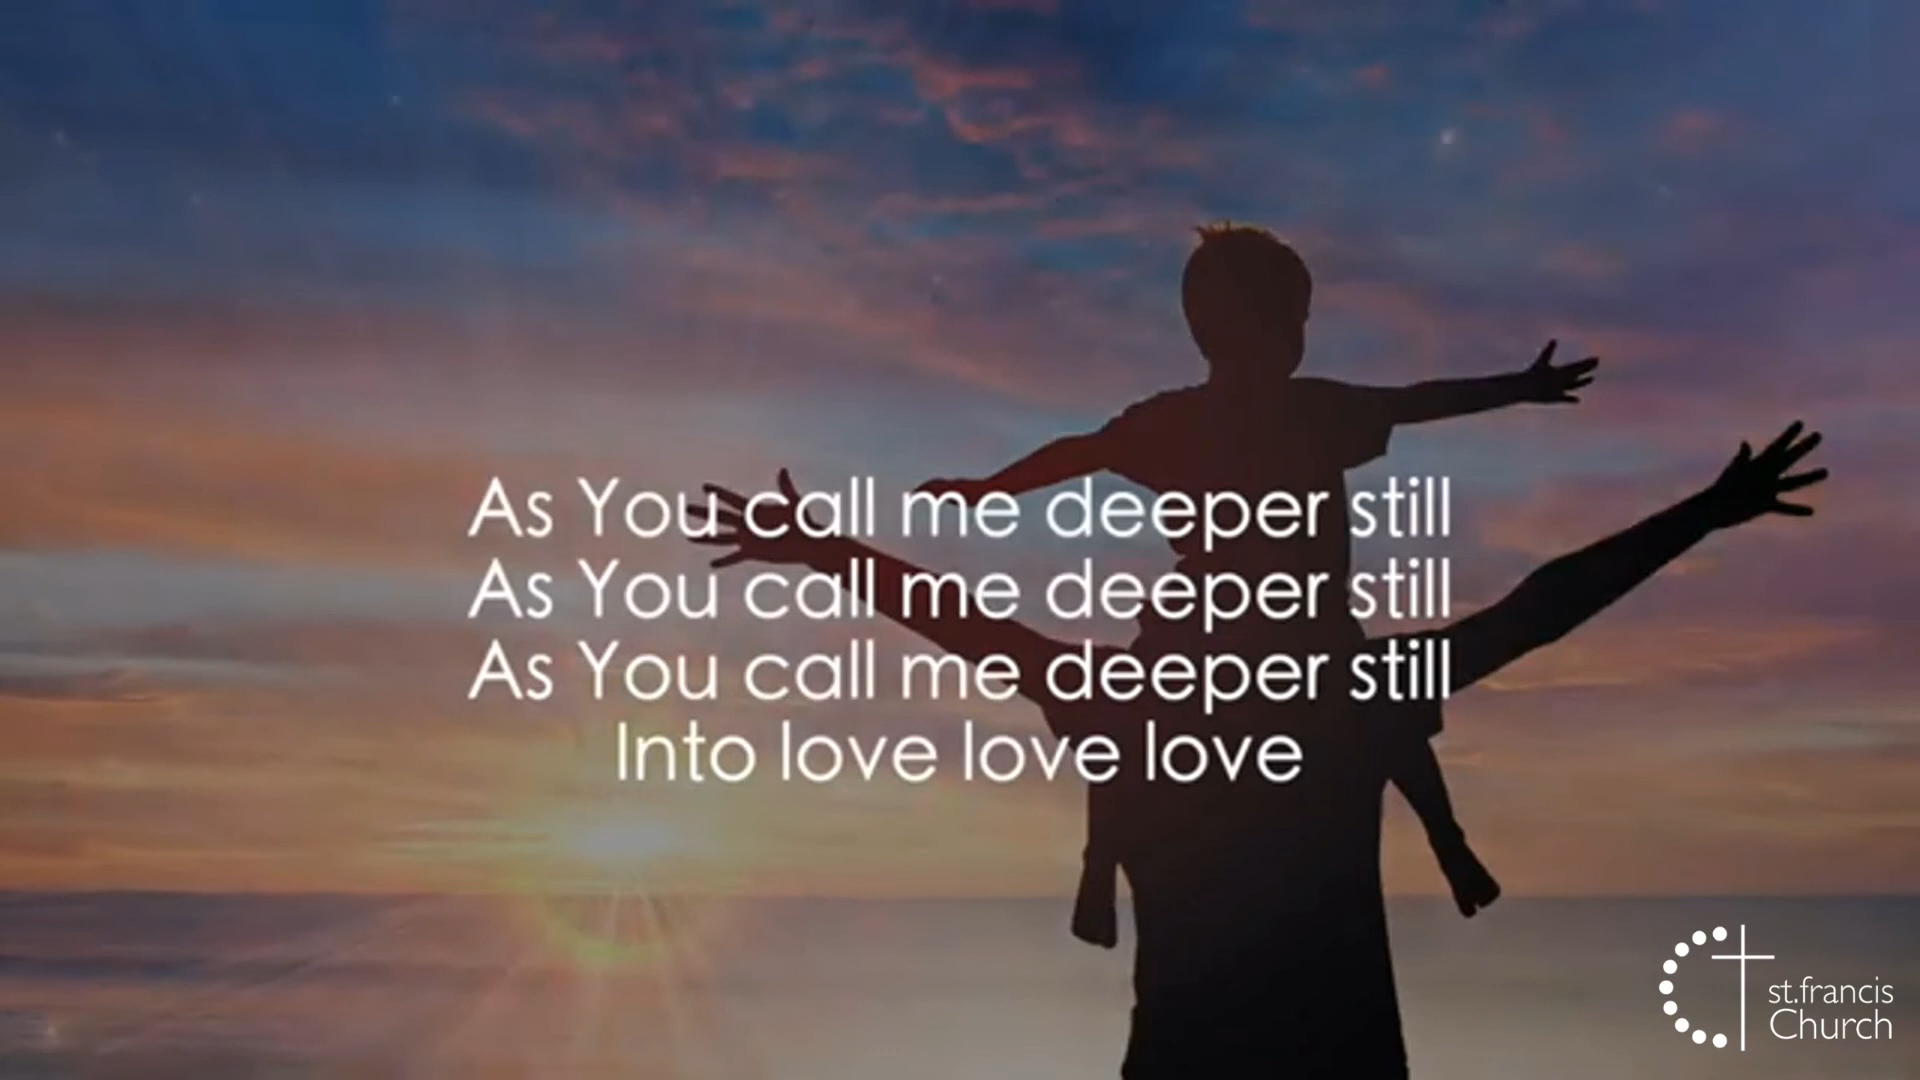 As You call me deeper still
As You call me deeper still
As You call me deeper still
Into love love love
st.francis
Church